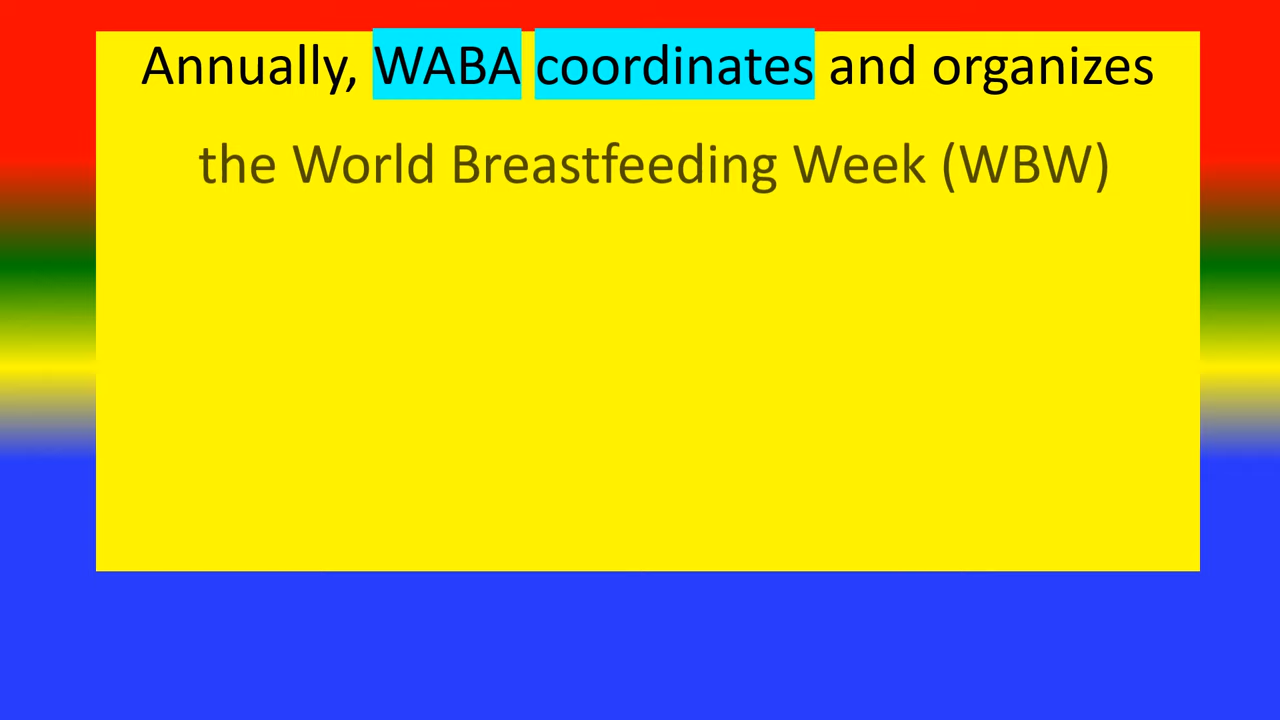 Annually, WABA coordinates and organizes
the World Breastfeeding Week (WBW)